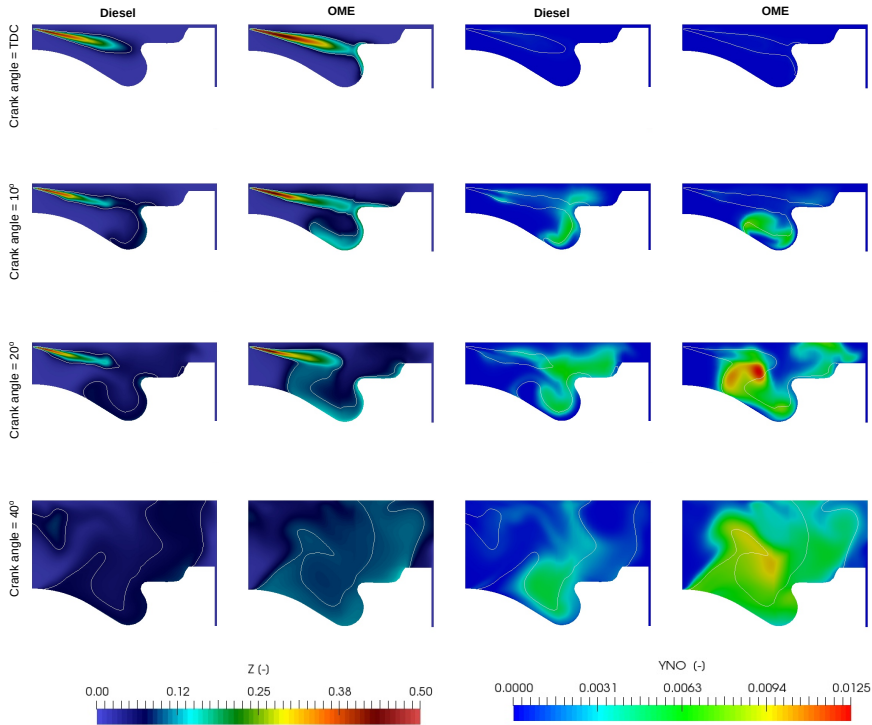 Diesel OME Diesel OME
Crank angle = TDC
Crank angle = 10°
Crank angle = 20°
Crank angle = 40°
Z (-) YNO (-)
0.00 0.12 0.25 0.38 0.50
0.0000 0.0031 0.0063 0.0094 0.0125